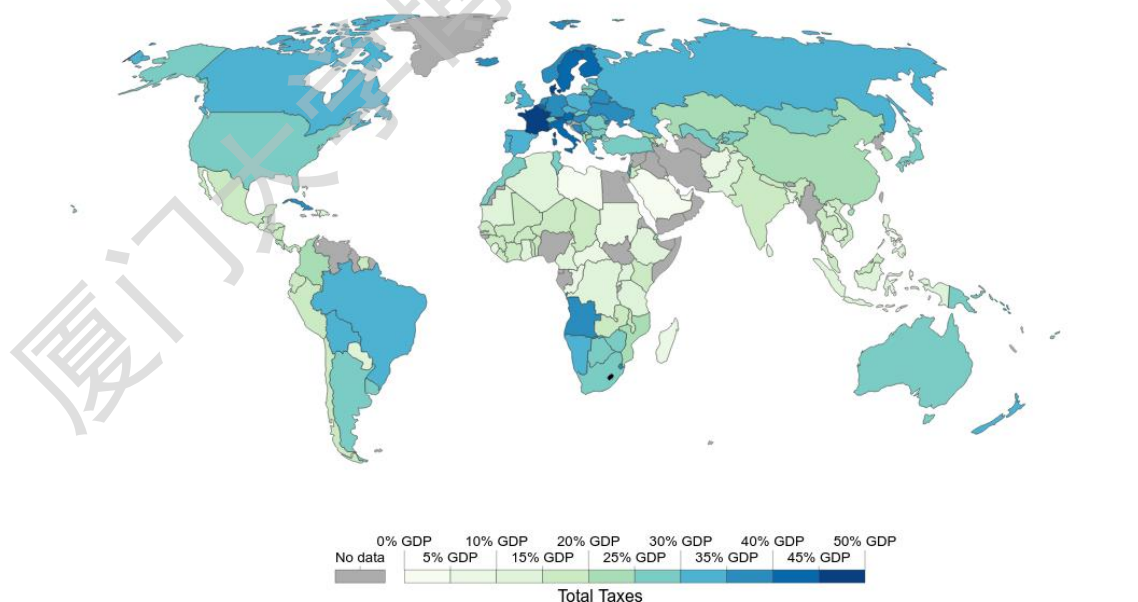 厦门大学博
0% GDP 10% GDP 20% GDP 30% GDP 40% GDP 50% GDP
No data 5% GDP 15% GDP 25% GDP 35% GDP 45% GDP
Total Taxes